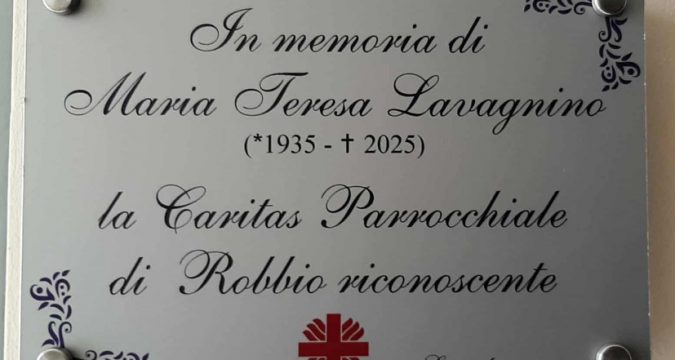 In memoria di
Maria Teresa Lavagnino
(*1935 - † 2025)
la Caritas Parrocchiale
di Robbio riconoscente